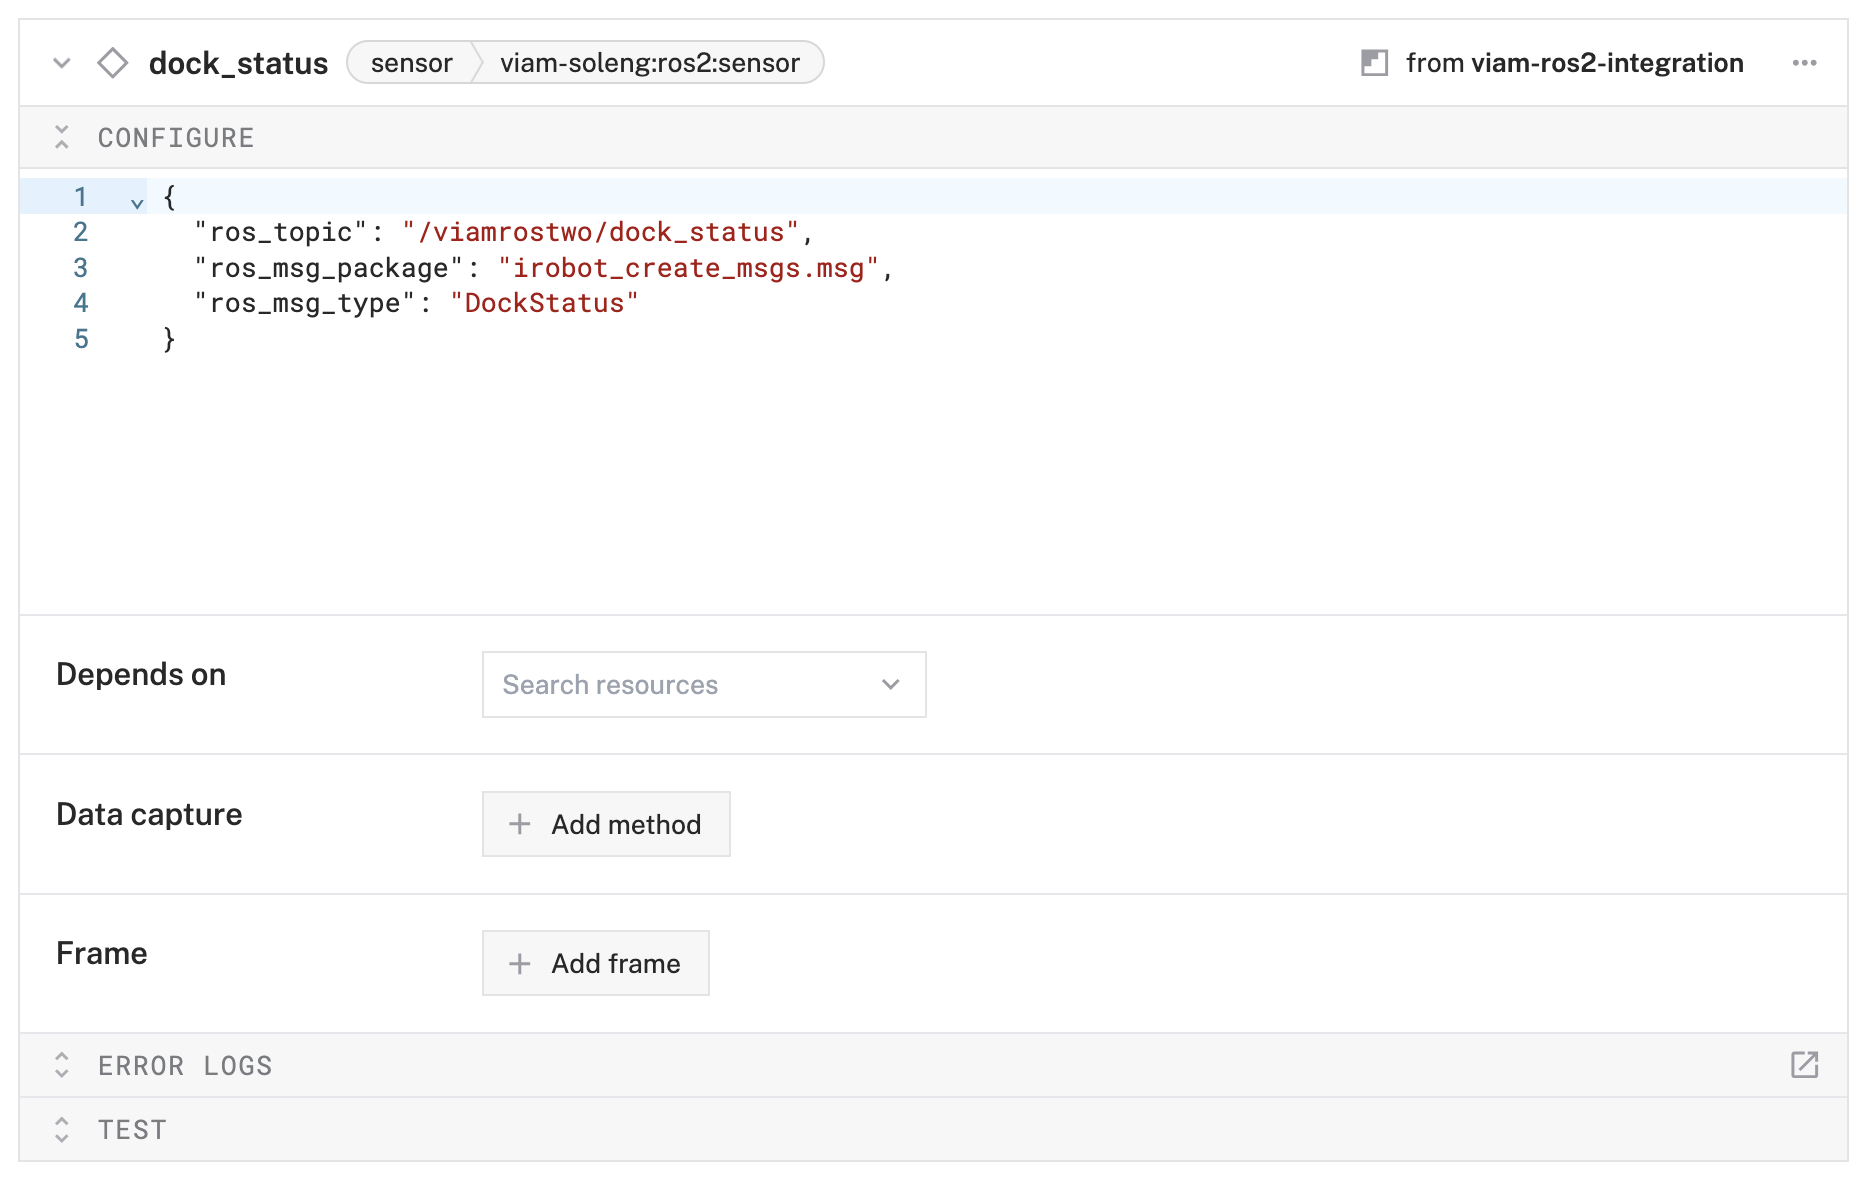 dock_status sensor viam-soleng:ros2:sensor from viam-ros2-integration ...
CONFIGURE
1 {
2 "ros_topic": "/viamrostwo/dock_status",
3 "ros_msg_package": "irobot_create_msgs.msg",
4 "ros_msg_type": "DockStatus"
5 }
Depends on Search resources
Data capture + Add method
Frame + Add frame
ERROR LOGS
TEST